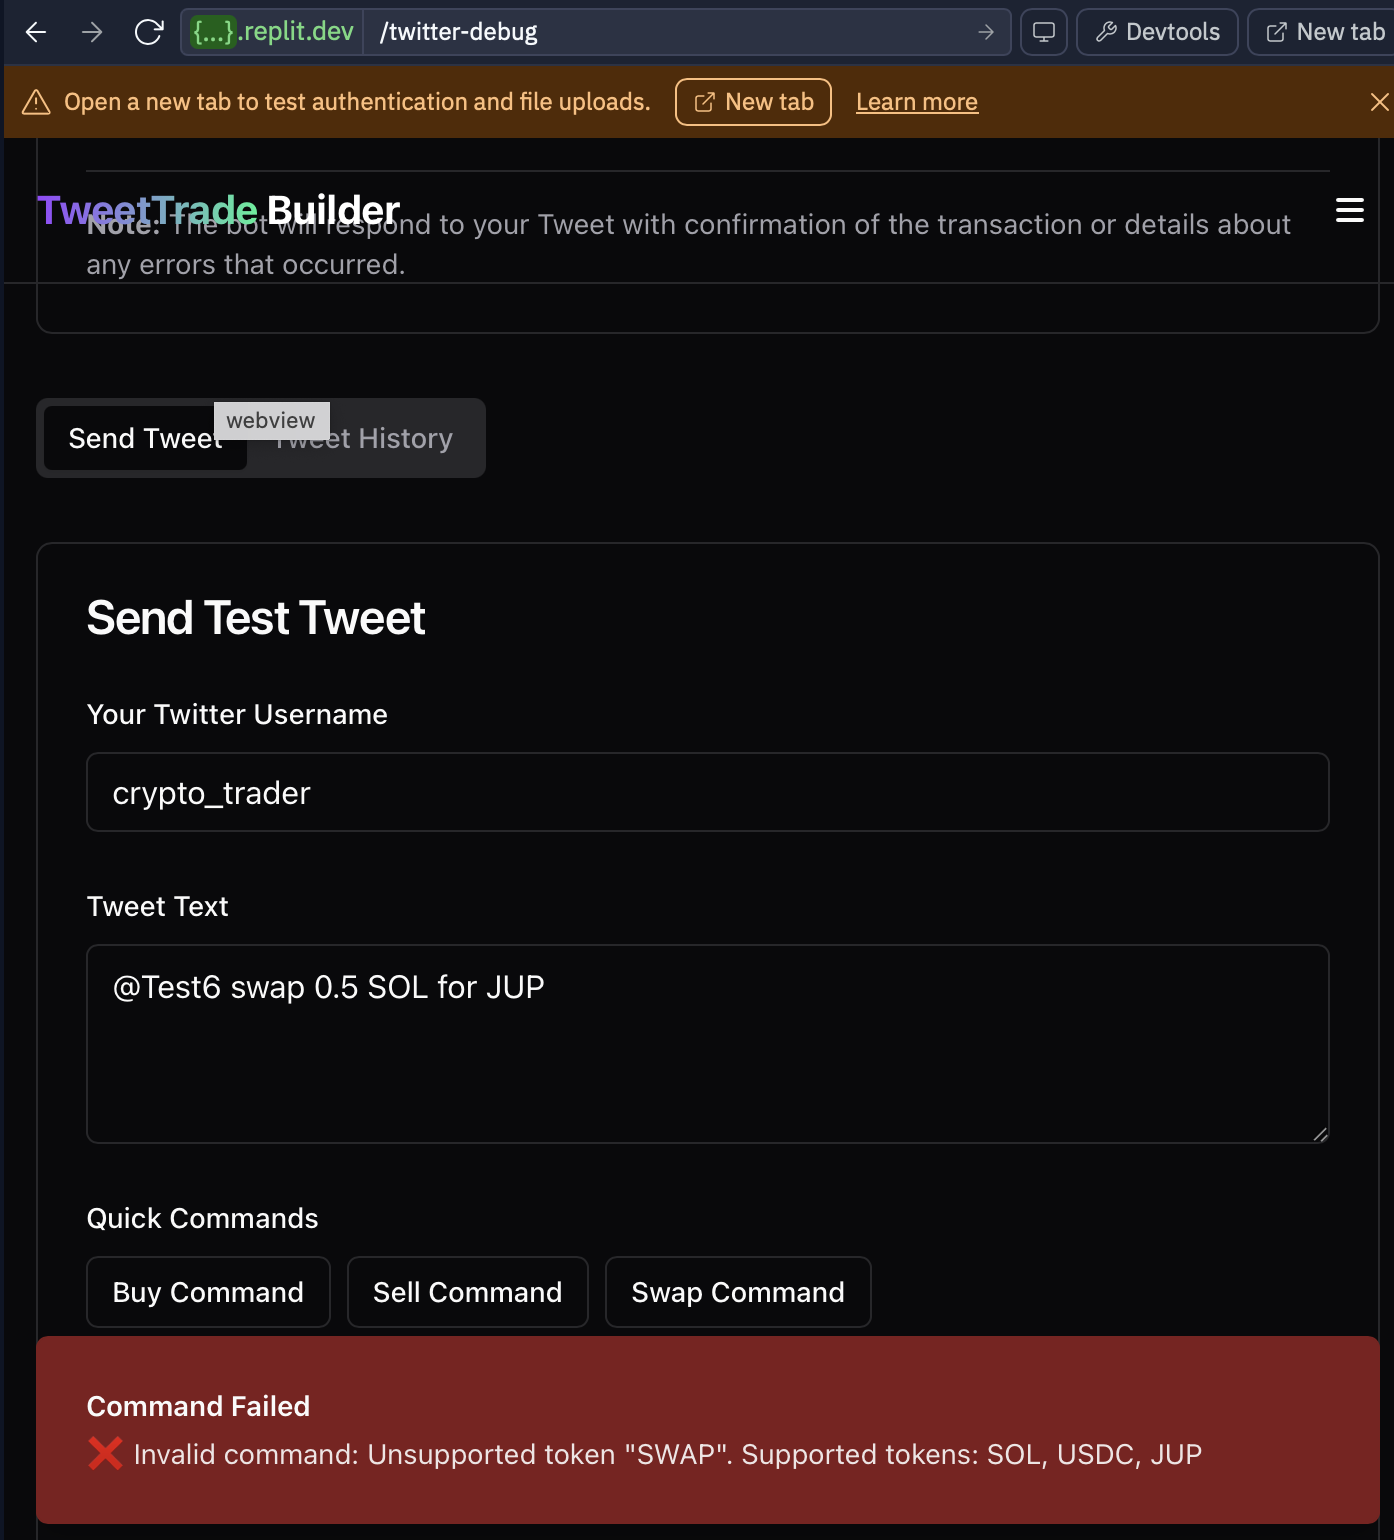 {...}.replit.dev /twitter-debug Devtools New tab
Open a new tab to test authentication and file uploads. New tab Learn more
TweetTrade Builder
Note: The bot will respond to your Tweet with confirmation of the transaction or details about
any errors that occurred.
webview
Send Tweet Tweet History
Send Test Tweet
Your Twitter Username
crypto_trader
Tweet Text
@Test6 swap 0.5 SOL for JUP
Quick Commands
Buy Command Sell Command Swap Command
Command Failed
❌ Invalid command: Unsupported token "SWAP". Supported tokens: SOL, USDC, JUP